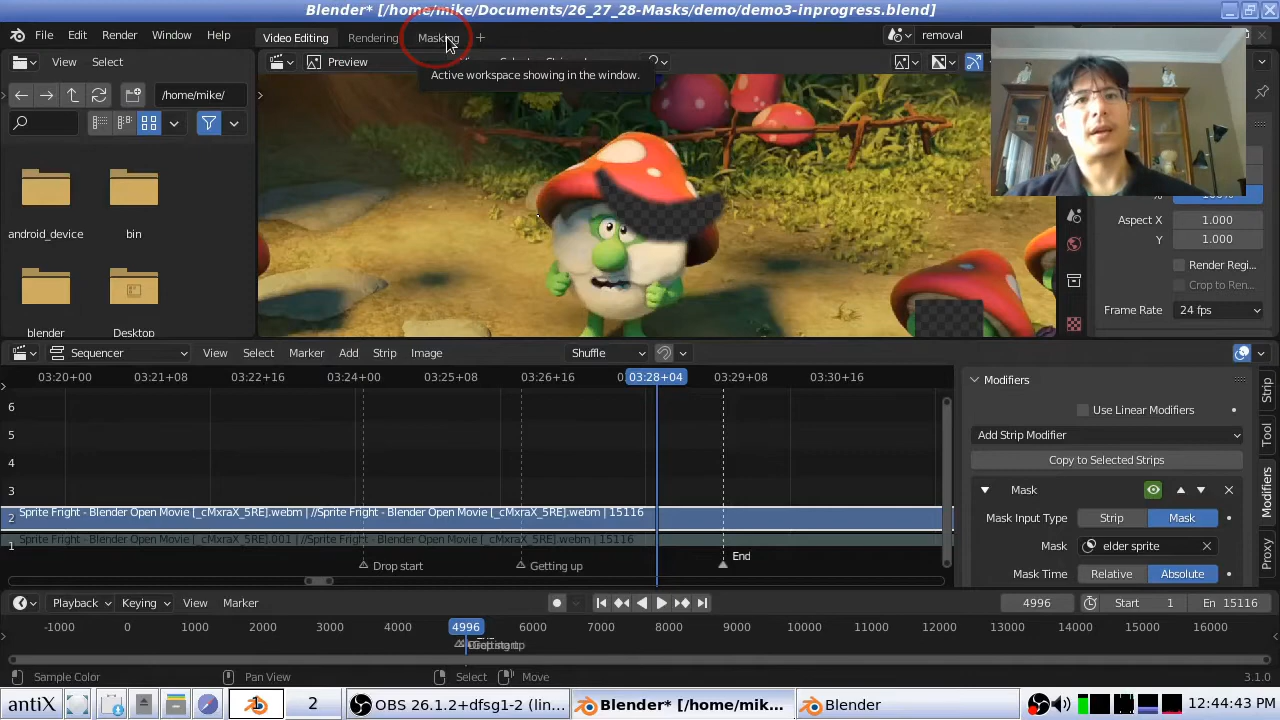 Blender* [/home/mike/Documents/26_27_28-Masks/demo/demo3-inprogress.blend]
File Edit Render Window Help Video Editing Rendering Masking + removal
View Select Preview
Active workspace showing in the window.
/home/mike/
android_device bin
blender Desktop
Aspect X 1.000
Y 1.000
Render Regi...
Crop to Ren...
Frame Rate 24 fps
Sequencer View Select Marker Add Strip Image Shuffle
03:20+00 03:21+08 03:22+16 03:24+00 03:25+08 03:26+16 03:28+04 03:29+08 03:30+16
6
5
4
3
2 Sprite Fright - Blender Open Movie [_cMxraX_5RE].webm | //Sprite Fright - Blender Open Movie [_cMxraX_5RE].webm | 15116
1 Sprite Fright - Blender Open Movie [_cMxraX_5RE].001 | //Sprite Fright - Blender Open Movie [_cMxraX_5RE].webm | 15116
End
Drop start Getting up
Modifiers
Use Linear Modifiers
Add Strip Modifier
Copy to Selected Strips
Mask
Mask Input Type Strip Mask
Mask elder sprite
Mask Time Relative Absolute
Strip
Tool
Modifiers
Proxy
Playback Keying View Marker 4996 Start 1 En 15116
-1000 0 1000 2000 3000 4000 4996 6000 7000 8000 9000 10000 11000 12000 13000 14000 15000 16000
Sample Color Pan View Select Move 3.1.0
antiX 1 2 OBS 26.1.2+dfsg1-2 (lin... Blender* [/home/mik... Blender 12:44:43 PM